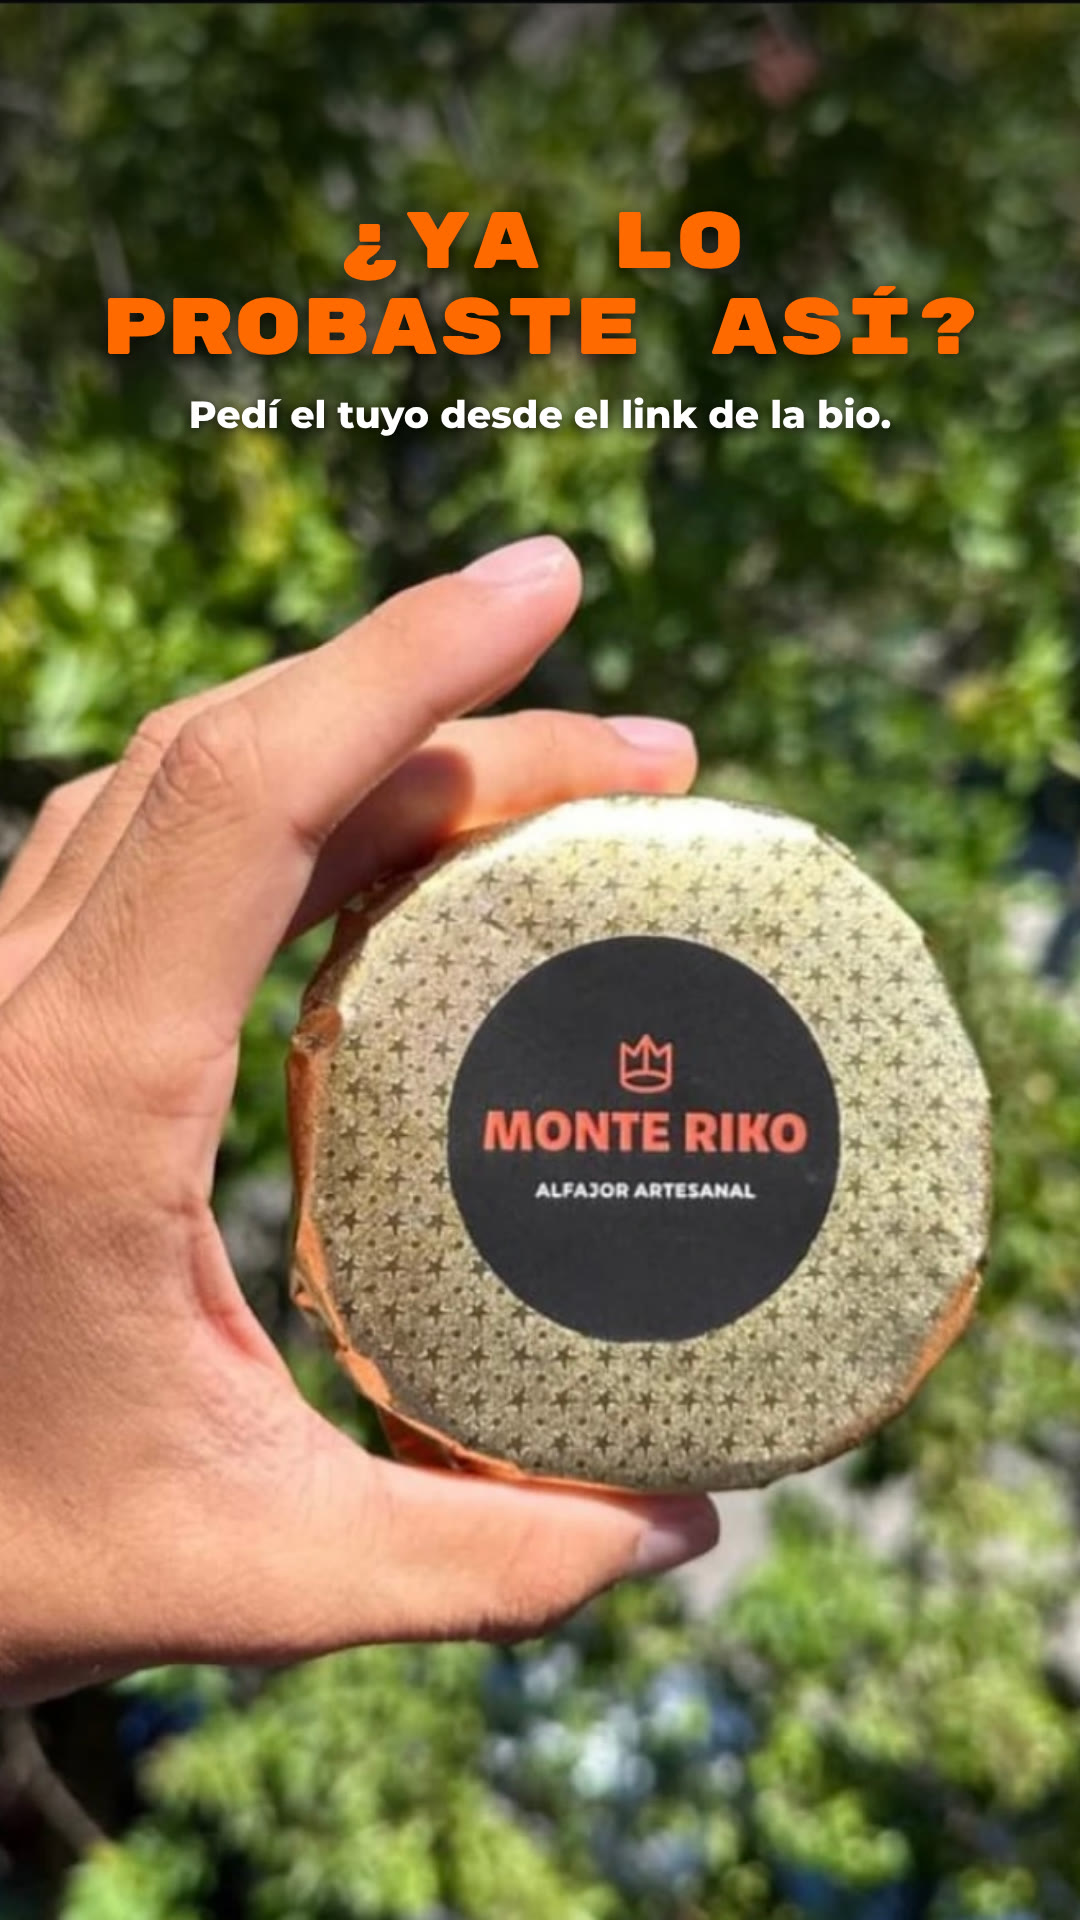 ¿YA LO
PROBASTE ASÍ?
Pedí el tuyo desde el link de la bio.
MONTE RIKO
ALFAJOR ARTESANAL